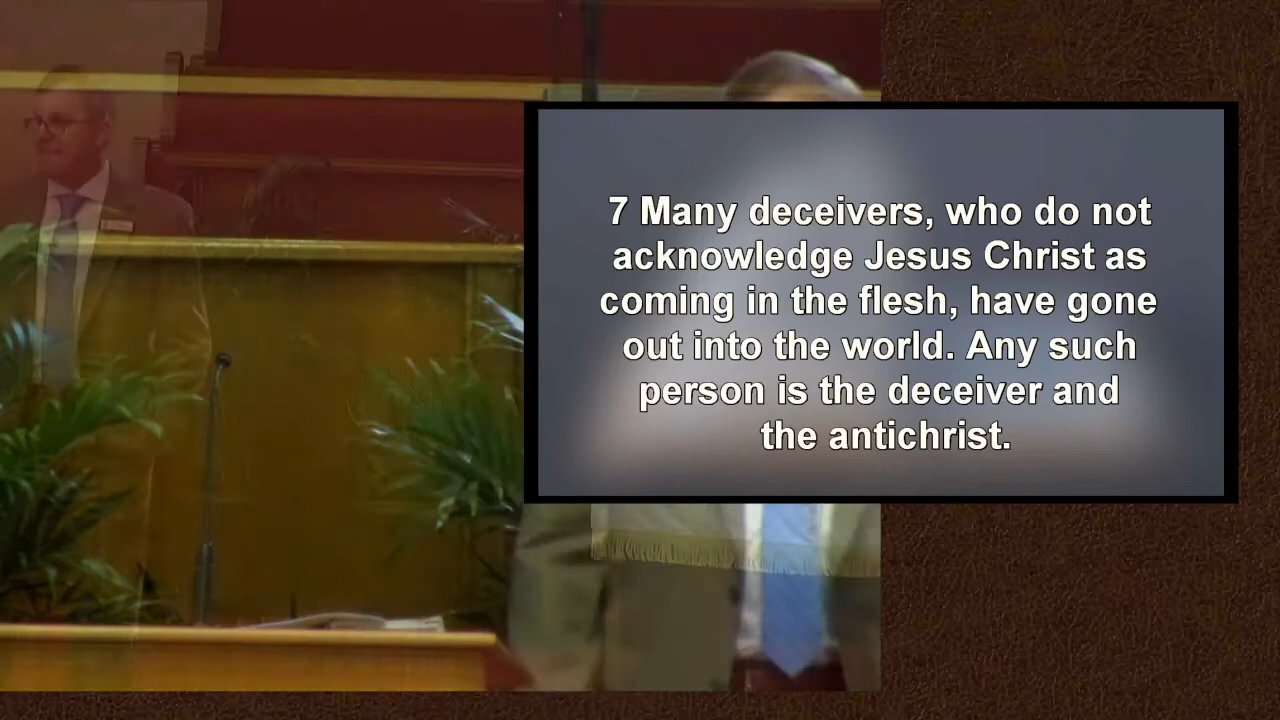 7 Many deceivers, who do not
acknowledge Jesus Christ as
coming in the flesh, have gone
out into the world. Any such
person is the deceiver and
the antichrist.